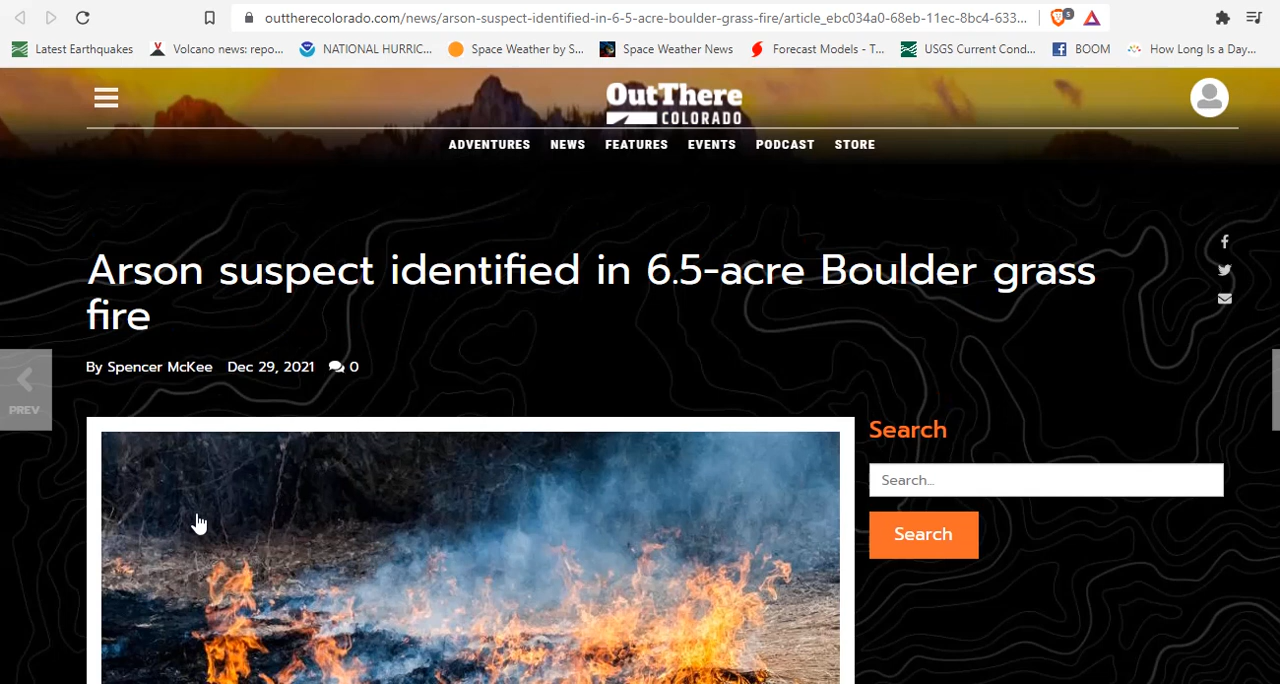 outtherecolorado.com/news/arson-suspect-identified-in-6-5-acre-boulder-grass-fire/article_ebc034a0-68eb-11ec-8bc4-633...
5
Latest Earthquakes
Volcano news: repo...
NATIONAL HURRIC...
Space Weather by S...
Space Weather News
Forecast Models - T...
USGS Current Cond...
BOOM
How Long Is a Day...
OutThere
COLORADO
ADVENTURES NEWS FEATURES EVENTS PODCAST STORE
Arson suspect identified in 6.5-acre Boulder grass
fire
By Spencer McKee Dec 29, 2021 0
PREV
Search
Search...
Search